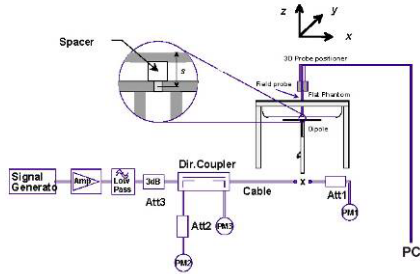 z
y
x
Spacer
s
3D Probe positioner
Field probe
Flat Phantom
Dipole
Signal
Generato
Amp
Low
Pass
3dB
Att3
Dir.Coupler
Cable
x
Att1
PM1
Att2
PM3
PM2
PC